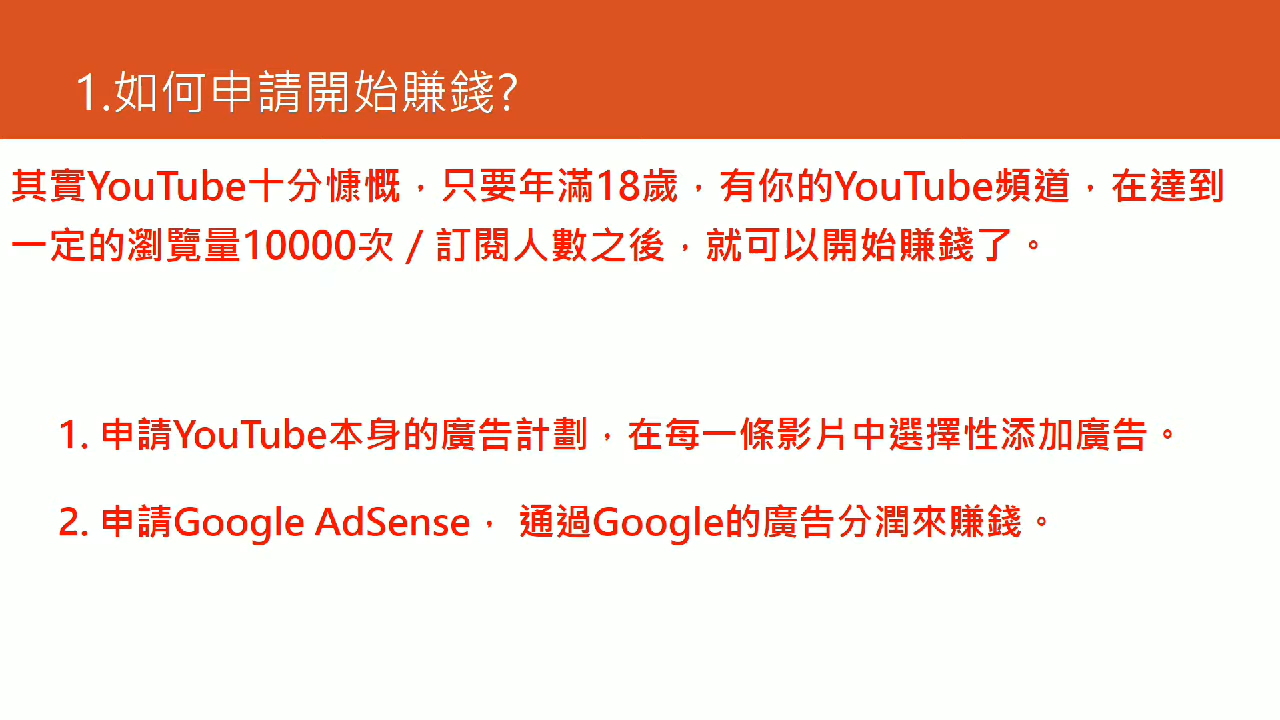 1.如何申請開始賺錢?
其實YouTube十分慷慨，只要年滿18歲，有你的YouTube頻道，在達到
一定的瀏覽量10000次 / 訂閱人數之後，就可以開始賺錢了。
1. 申請YouTube本身的廣告計劃，在每一條影片中選擇性添加廣告。
2. 申請Google AdSense， 通過Google的廣告分潤來賺錢。